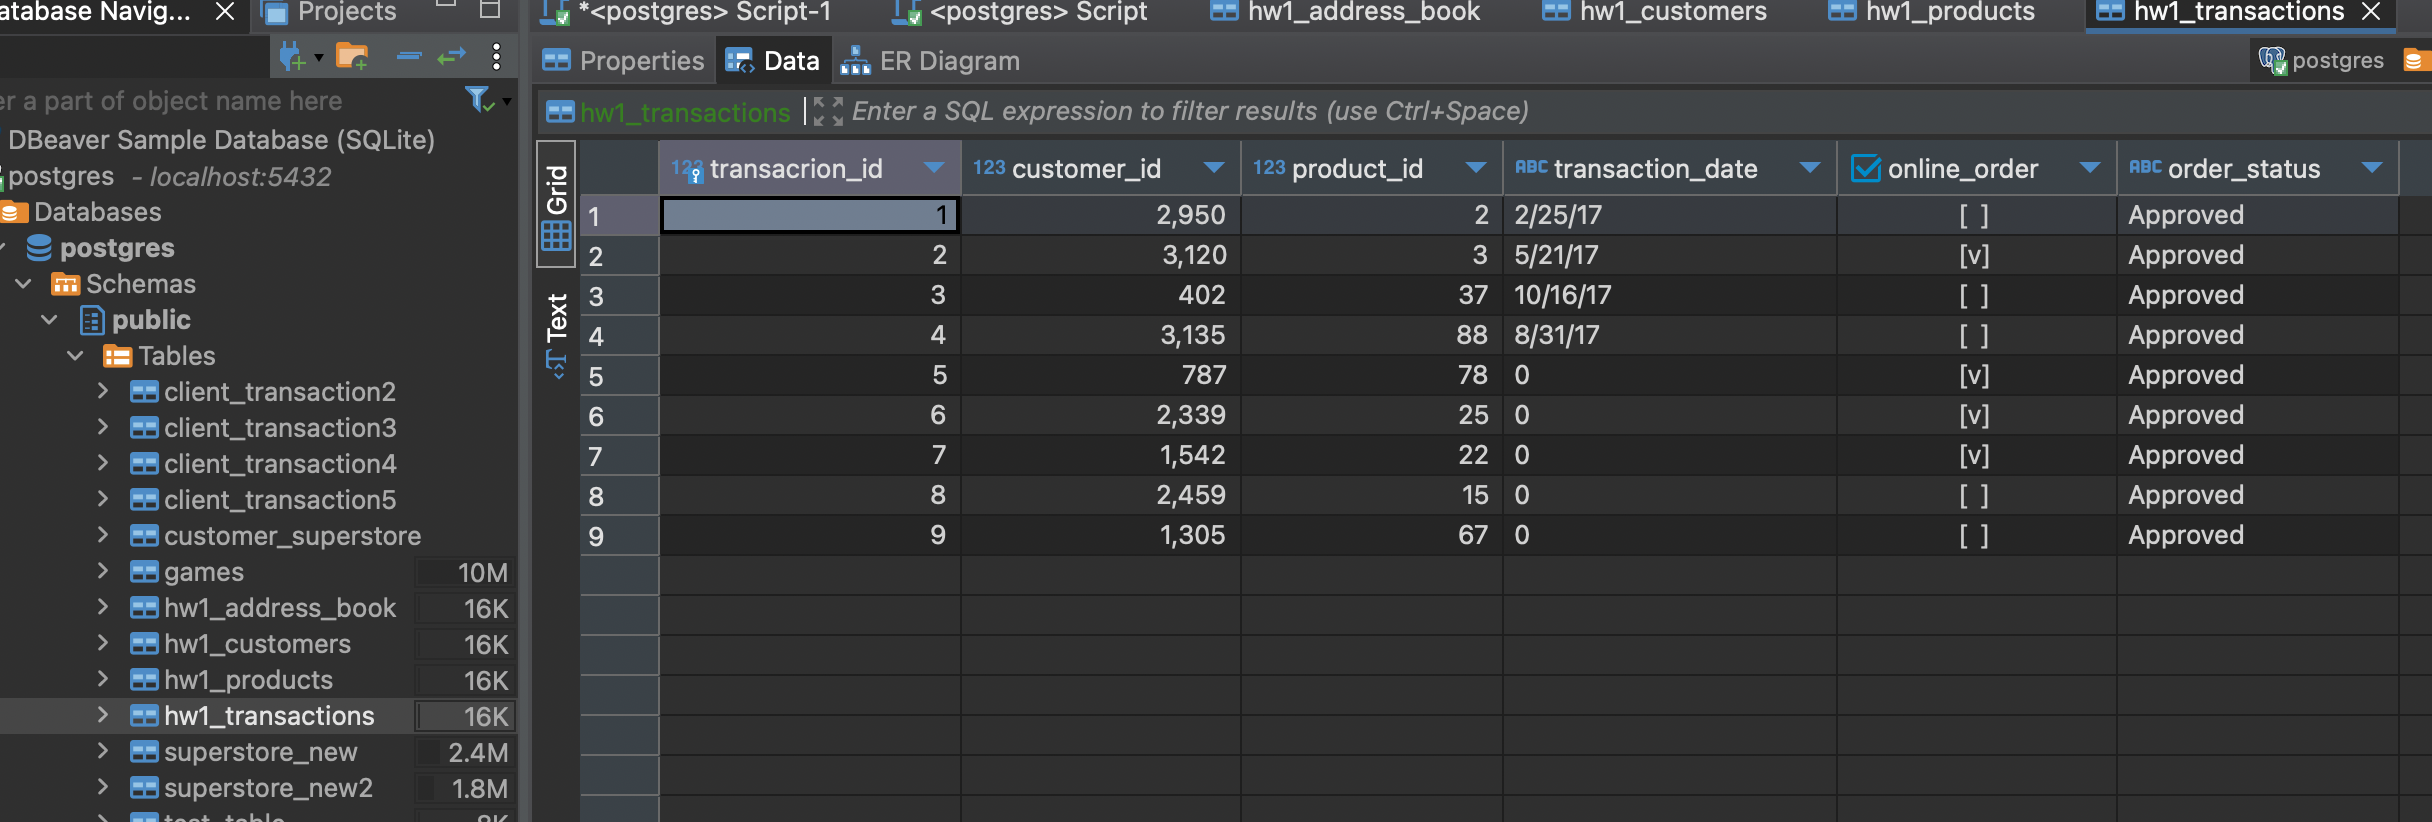 atabase Navig...
Projects
*<postgres> Script-1
<postgres> Script
hw1_address_book
hw1_customers
hw1_products
hw1_transactions
Properties
Data
ER Diagram
postgres
er a part of object name here
hw1_transactions
Enter a SQL expression to filter results (use Ctrl+Space)
DBeaver Sample Database (SQLite)
postgres - localhost:5432
Databases
postgres
Schemas
public
Tables
client_transaction2
client_transaction3
client_transaction4
client_transaction5
customer_superstore
games 10M
hw1_address_book 16K
hw1_customers 16K
hw1_products 16K
hw1_transactions 16K
superstore_new 2.4M
superstore_new2 1.8M
Grid
Text
123 transacrion_id 123 customer_id 123 product_id ABC transaction_date online_order ABC order_status
1 1 2,950 2 2/25/17 [ ] Approved
2 2 3,120 3 5/21/17 [v] Approved
3 3 402 37 10/16/17 [ ] Approved
4 4 3,135 88 8/31/17 [ ] Approved
5 5 787 78 0 [v] Approved
6 6 2,339 25 0 [v] Approved
7 7 1,542 22 0 [v] Approved
8 8 2,459 15 0 [ ] Approved
9 9 1,305 67 0 [ ] Approved